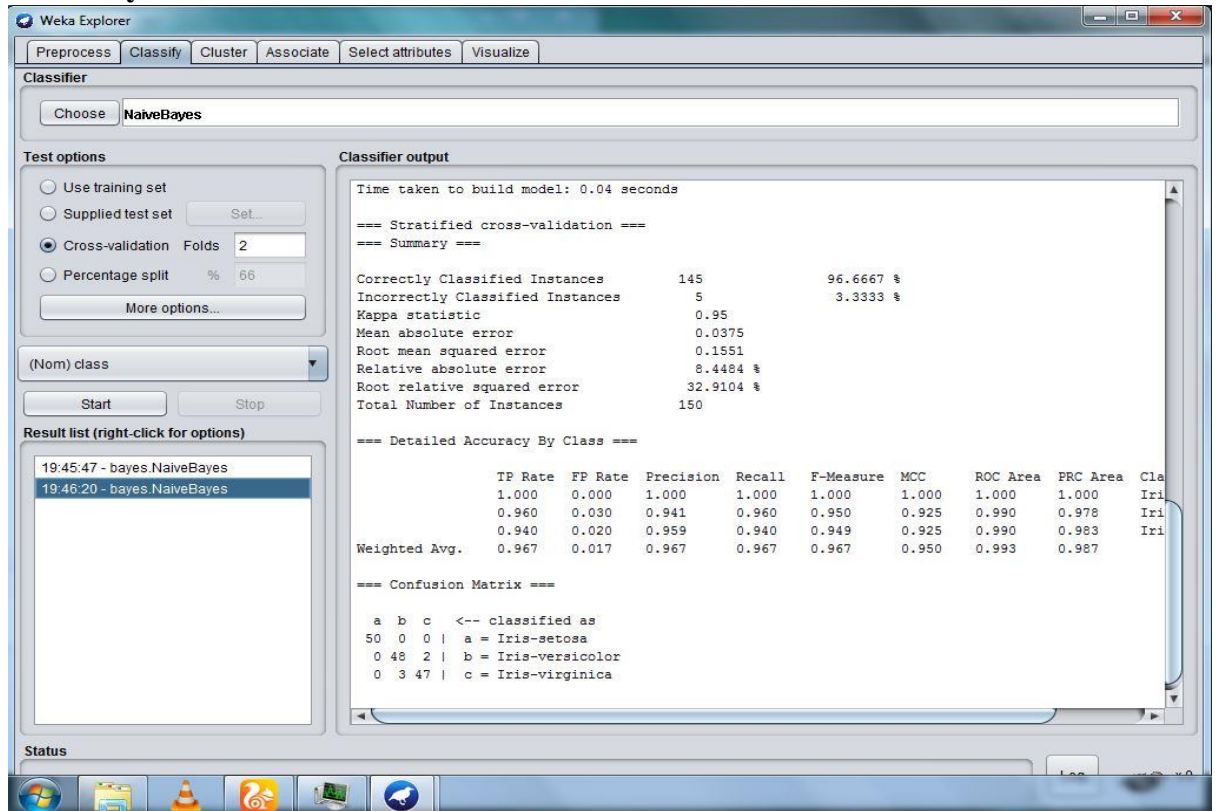 Weka Explorer
Preprocess Classify Cluster Associate Select attributes Visualize
Classifier
Choose NaiveBayes
Test options
Use training set
Supplied test set Set...
Cross-validation Folds 2
Percentage split % 66
More options...
(Nom) class
Start Stop
Result list (right-click for options)
19:45:47 - bayes.NaiveBayes
19:46:20 - bayes.NaiveBayes
Classifier output
Time taken to build model: 0.04 seconds
=== Stratified cross-validation ===
=== Summary ===
Correctly Classified Instances 145 96.6667 %
Incorrectly Classified Instances 5 3.3333 %
Kappa statistic 0.95
Mean absolute error 0.0375
Root mean squared error 0.1551
Relative absolute error 8.4484 %
Root relative squared error 32.9104 %
Total Number of Instances 150
=== Detailed Accuracy By Class ===
TP Rate FP Rate Precision Recall F-Measure MCC ROC Area PRC Area Cla
1.000 0.000 1.000 1.000 1.000 1.000 1.000 1.000 Iri
0.960 0.030 0.941 0.960 0.950 0.925 0.990 0.978 Iri
0.940 0.020 0.959 0.940 0.949 0.925 0.990 0.983 Iri
Weighted Avg. 0.967 0.017 0.967 0.967 0.967 0.950 0.993 0.987
=== Confusion Matrix ===
a b c <-- classified as
50 0 0 | a = Iris-setosa
0 48 2 | b = Iris-versicolor
0 3 47 | c = Iris-virginica
Status